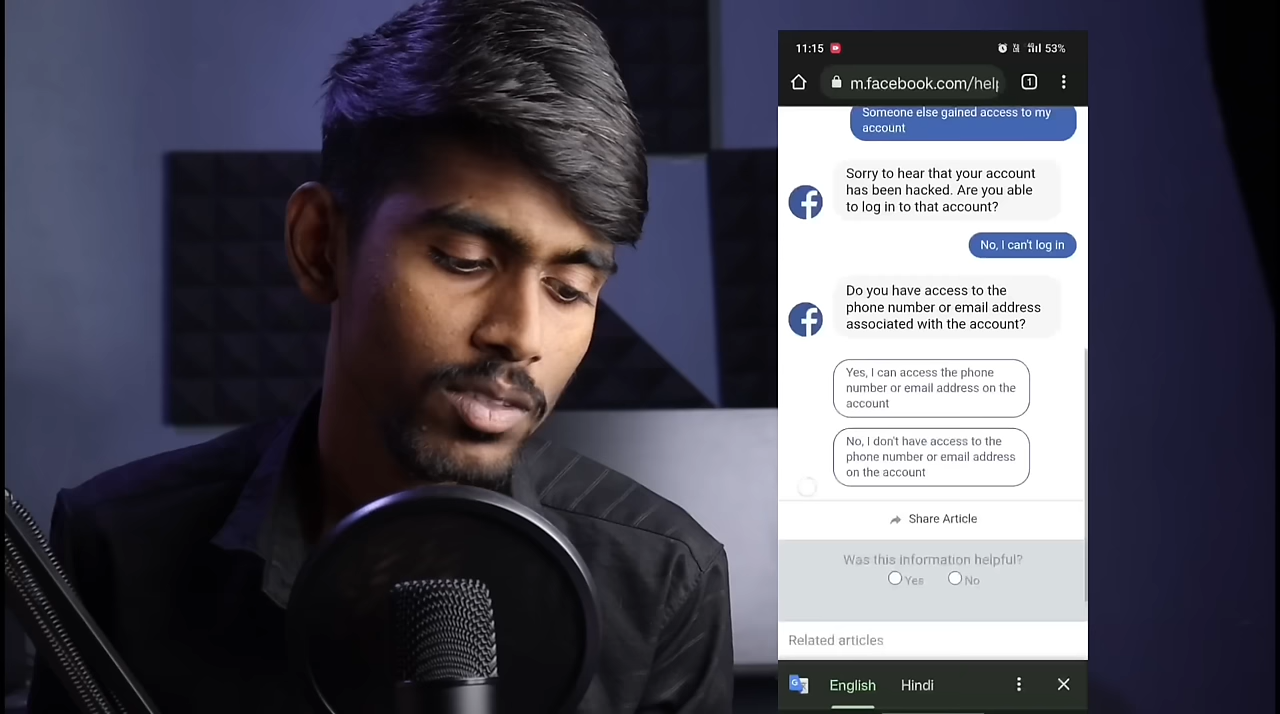 11:15
53%
m.facebook.com/help
1
Someone else gained access to my
account
Sorry to hear that your account
has been hacked. Are you able
to log in to that account?
No, I can't log in
Do you have access to the
phone number or email address
associated with the account?
Yes, I can access the phone
number or email address on the
account
No, I don't have access to the
phone number or email address
on the account
Share Article
Was this information helpful?
Yes No
Related articles
English Hindi